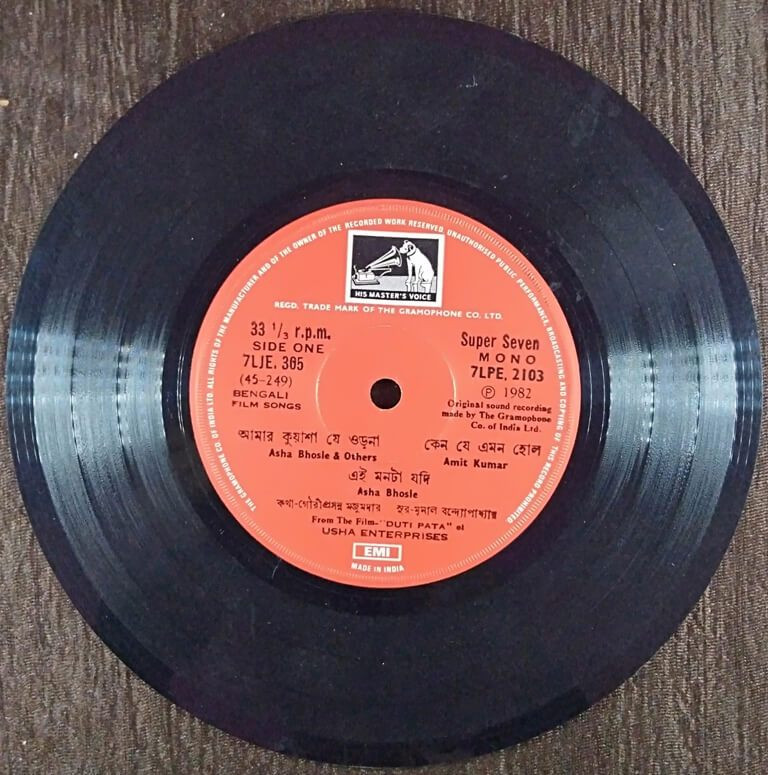 THE GRAMOPHONE CO. OF INDIA LTD. ALL RIGHTS OF THE MANUFACTURER AND OF THE OWNER OF THE RECORDED WORK RESERVED. UNAUTHORISED PUBLIC PERFORMANCE, BROADCASTING AND COPYING OF THIS RECORD PROHIBITED
HIS MASTER'S VOICE
REGD. TRADE MARK OF THE GRAMOPHONE CO. LTD.
33 1/3 r.p.m.
SIDE ONE
7LJE. 305
(45-249)
BENGALI
FILM SONGS
Super Seven
MONO
7LPE. 2103
Ⓟ 1982
Original sound recording
made by The Gramophone
Co. of India Ltd.
আমার কুয়াশা যে ওড়না
Asha Bhosle & Others
কেন যে এমন হোল
Amit Kumar
এই মনটা যদি
Asha Bhosle
কথা-গৌরীপ্রসন্ন মজুমদার সুর-মৃনাল বন্দ্যোপাধ্যায়
From The Film-"DUTI PATA" of
USHA ENTERPRISES
EMI
MADE IN INDIA